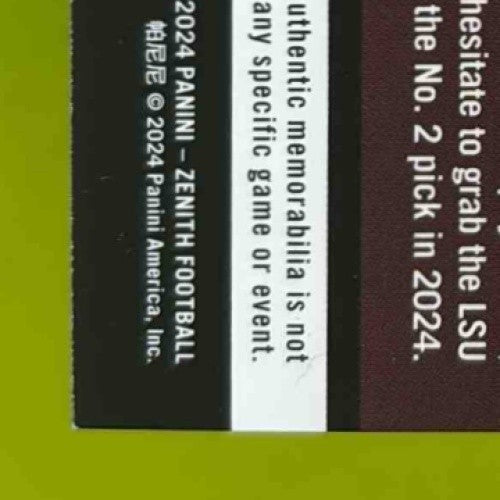 hesitate to grab the LSU
the No. 2 pick in 2024.
uthentic memorabilia is not
any specific game or event.
2024 PANINI – ZENITH FOOTBALL
帕尼尼 © 2024 Panini America, Inc.